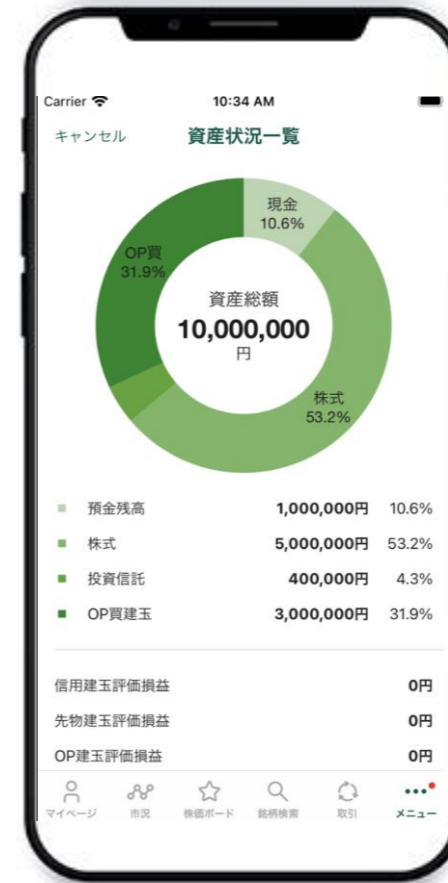 Carrier
10:34 AM
キャンセル
資産状況一覧
現金
10.6%
OP買
31.9%
資産総額
10,000,000
円
株式
53.2%
預金残高 1,000,000円 10.6%
株式 5,000,000円 53.2%
投資信託 400,000円 4.3%
OP買建玉 3,000,000円 31.9%
信用建玉評価損益 0円
先物建玉評価損益 0円
OP建玉評価損益 0円
マイページ 市況 株価ボード 銘柄検索 取引 メニュー